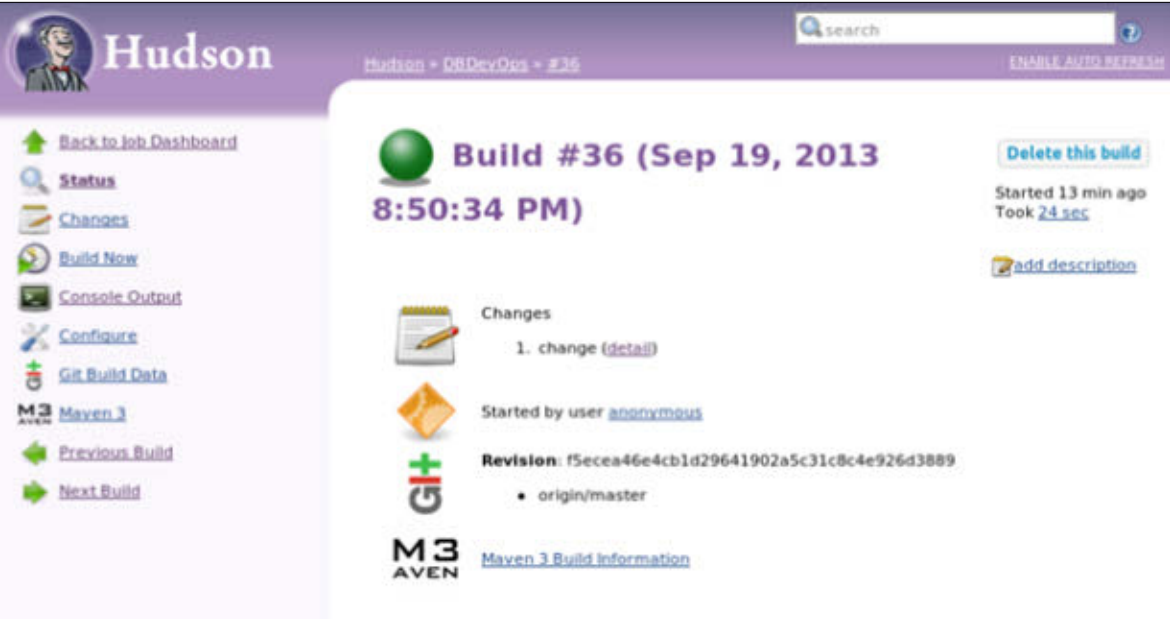 Hudson
search
Hudson » DBDevOps » #36
ENABLE AUTO REFRESH
Back to Job Dashboard
Status
Changes
Build Now
Console Output
Configure
Git Build Data
M3 AVEN Maven 3
Previous Build
Next Build
Build #36 (Sep 19, 2013
8:50:34 PM)
Delete this build
Started 13 min ago
Took 24 sec
add description
Changes
1. change (detail)
Started by user anonymous
git
Revision: f5ecea46e4cb1d29641902a5c31c8c4e926d3889
• origin/master
M3
AVEN
Maven 3 Build Information